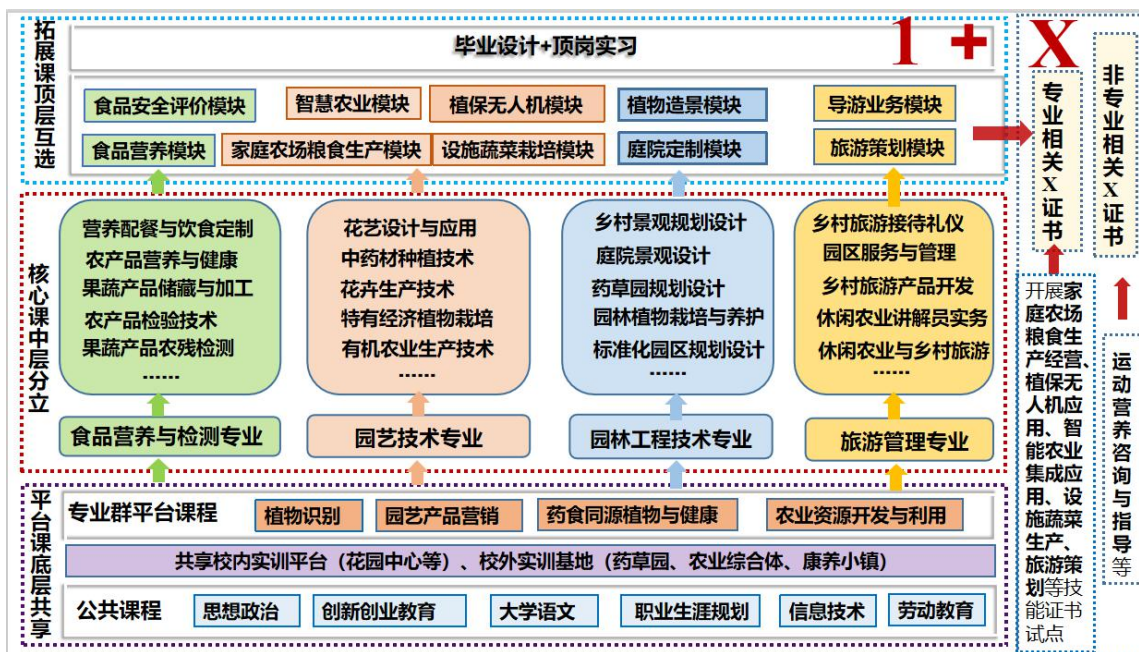 拓展课顶层互选
毕业设计+顶岗实习
1 + X
食品安全评价模块
智慧农业模块
植保无人机模块
植物造景模块
导游业务模块
食品营养模块
家庭农场粮食生产模块
设施蔬菜栽培模块
庭院定制模块
旅游策划模块
核心课中层分立
营养配餐与饮食定制
农产品营养与健康
果蔬产品储藏与加工
农产品检验技术
果蔬产品农残检测
……
食品营养与检测专业
花艺设计与应用
中药材种植技术
花卉生产技术
特有经济植物栽培
有机农业生产技术
……
园艺技术专业
乡村景观规划设计
庭院景观设计
药草园规划设计
园林植物栽培与养护
标准化园区规划设计
……
园林工程技术专业
乡村旅游接待礼仪
园区服务与管理
乡村旅游产品开发
休闲农业讲解员实务
休闲农业与乡村旅游
……
旅游管理专业
平台课底层共享
专业群平台课程
植物识别
园艺产品营销
药食同源植物与健康
农业资源开发与利用
共享校内实训平台（花园中心等）、校外实训基地（药草园、农业综合体、康养小镇）
公共课程
思想政治
创新创业教育
大学语文
职业生涯规划
信息技术
劳动教育
专业相关X证书
非专业相关X证书
开展家
庭农场
粮食生
产经营、
植保无
人机应
用、智
能农业
集成应
用、设
施蔬菜
生产、
旅游策
划等技
能证书
试点
运动营养咨询与指导等